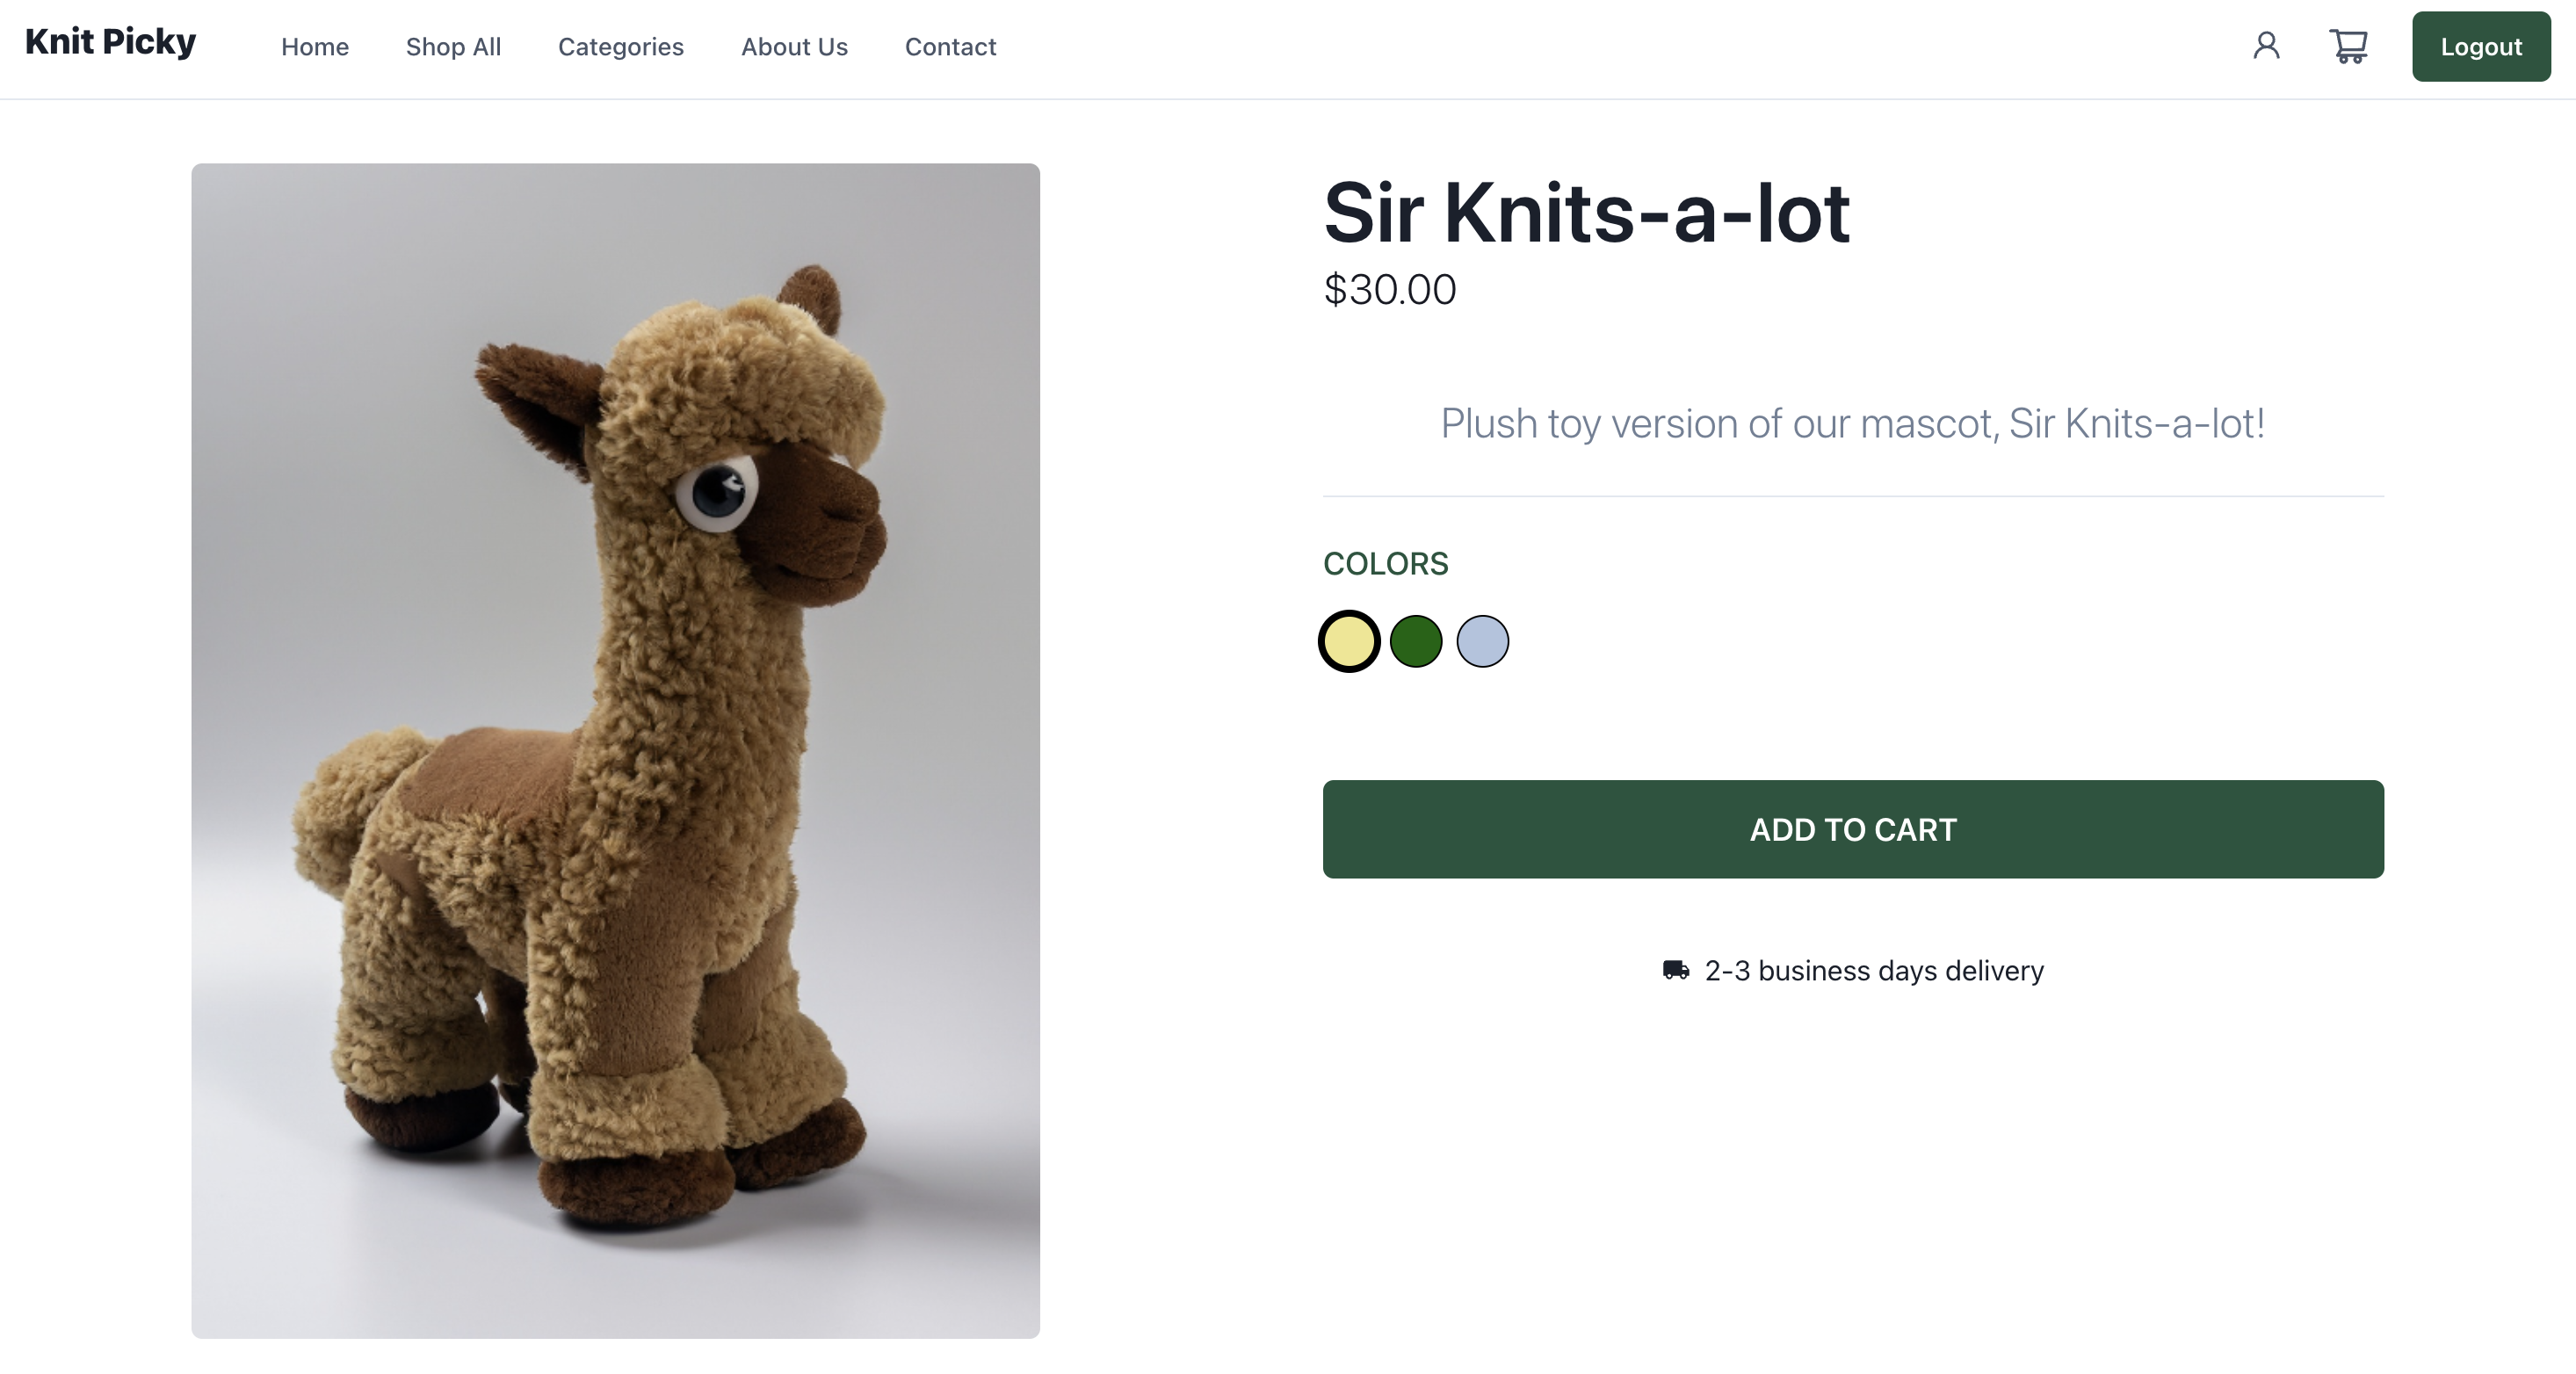 Knit Picky
Home
Shop All
Categories
About Us
Contact
Logout
Sir Knits-a-lot
$30.00
Plush toy version of our mascot, Sir Knits-a-lot!
COLORS
ADD TO CART
2-3 business days delivery